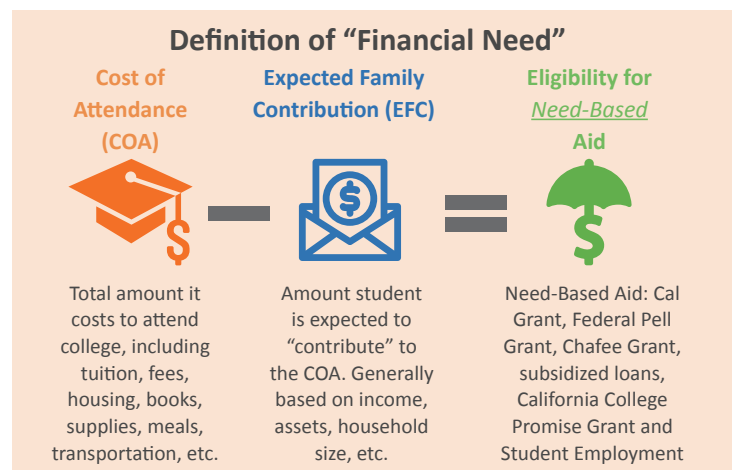 Definition of “Financial Need”
Cost of
Attendance
(COA)
Expected Family
Contribution (EFC)
Eligibility for
Need-Based
Aid
$
$
$
Total amount it
costs to attend
college, including
tuition, fees,
housing, books,
supplies, meals,
transportation, etc.
Amount student
is expected to
“contribute” to
the COA. Generally
based on income,
assets, household
size, etc.
Need-Based Aid: Cal
Grant, Federal Pell
Grant, Chafee Grant,
subsidized loans,
California College
Promise Grant and
Student Employment